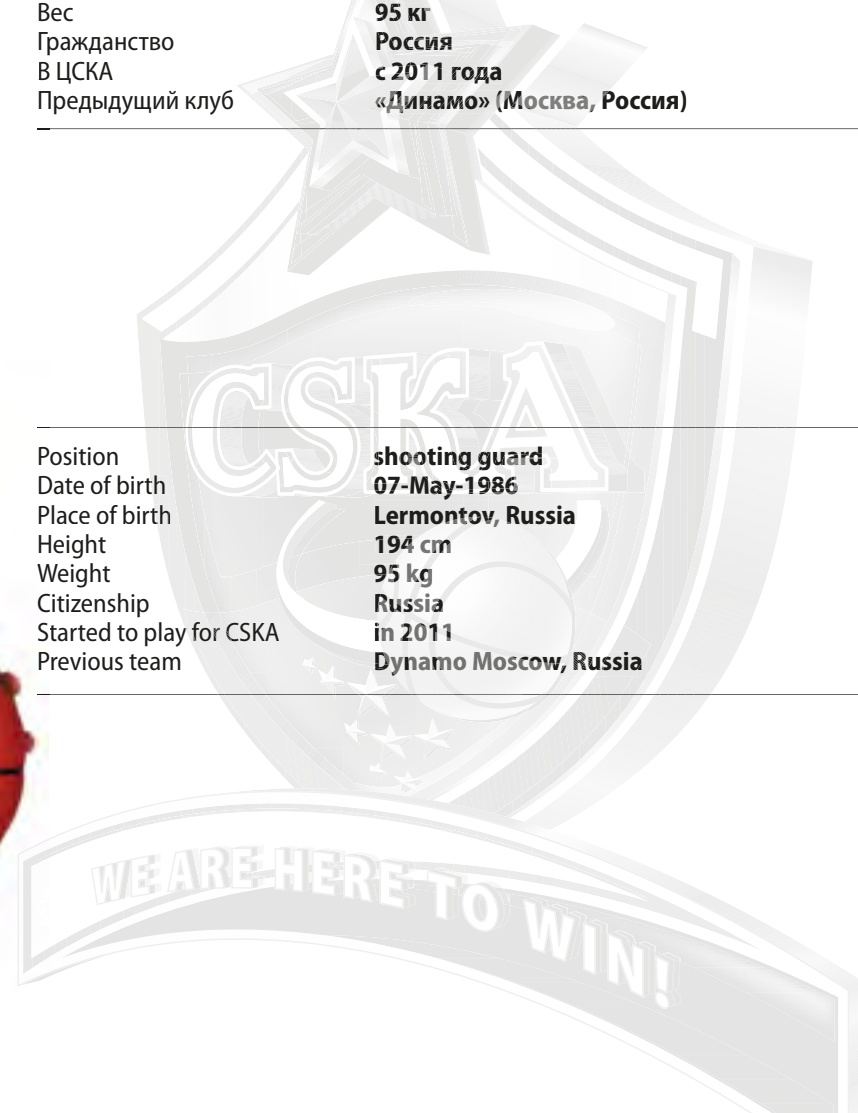 Вес 95 кг
Гражданство Россия
В ЦСКА с 2011 года
Предыдущий клуб «Динамо» (Москва, Россия)
CSKA
Position shooting guard
Date of birth 07-May-1986
Place of birth Lermontov, Russia
Height 194 cm
Weight 95 kg
Citizenship Russia
Started to play for CSKA in 2011
Previous team Dynamo Moscow, Russia
WE ARE HERE TO WIN!